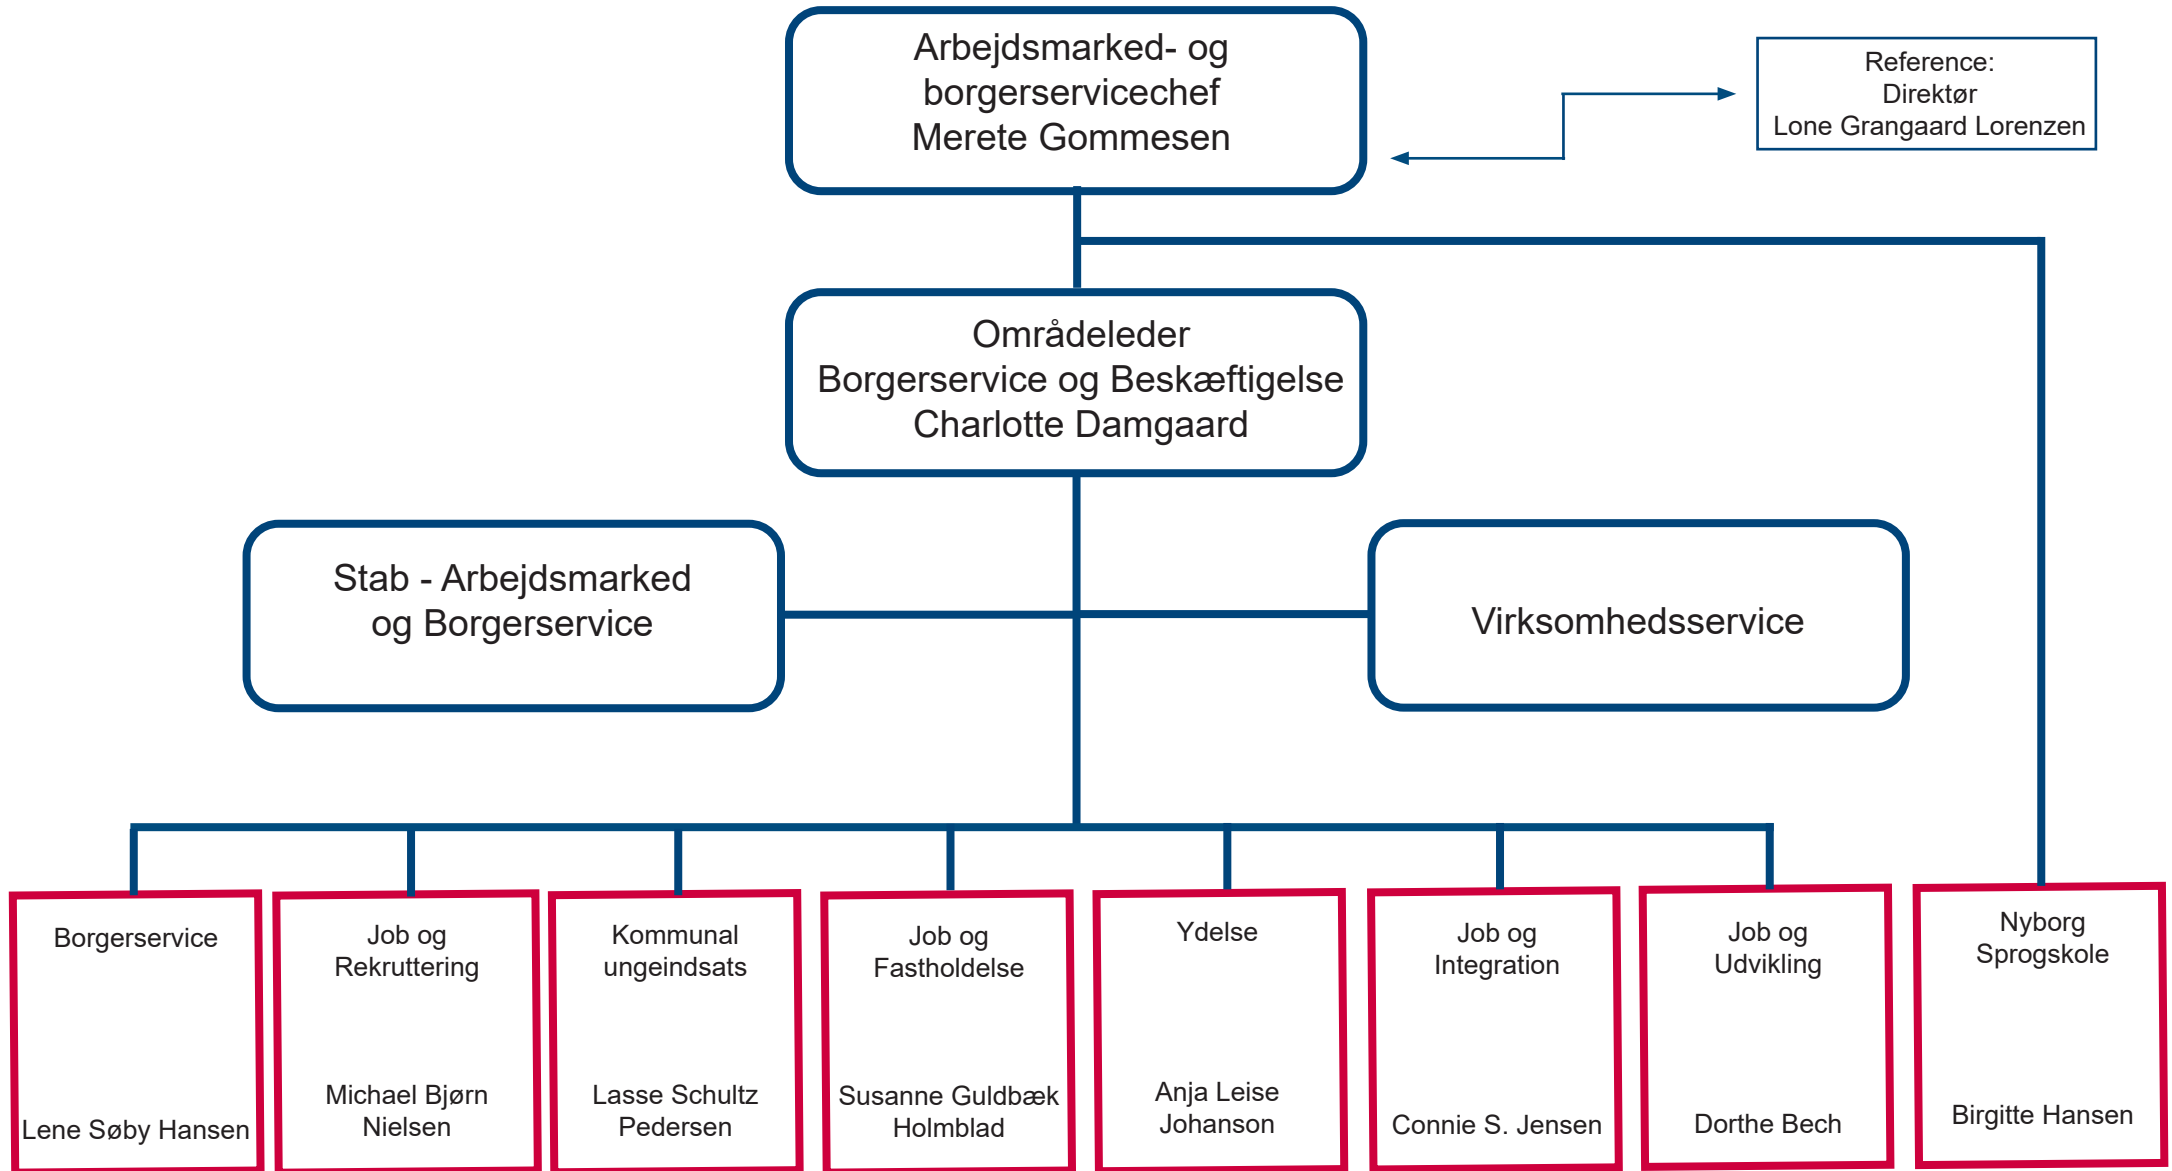 Arbejdsmarked- og
borgerservicechef
Merete Gommesen
Reference:
Direktør
Lone Grangaard Lorenzen
Områdeleder
Borgerservice og Beskæftigelse
Charlotte Damgaard
Stab - Arbejdsmarked
og Borgerservice
Virksomhedsservice
Borgerservice
Lene Søby Hansen
Job og
Rekruttering
Michael Bjørn
Nielsen
Kommunal
ungeindsats
Lasse Schultz
Pedersen
Job og
Fastholdelse
Susanne Guldbæk
Holmblad
Ydelse
Anja Leise
Johanson
Job og
Integration
Connie S. Jensen
Job og
Udvikling
Dorthe Bech
Nyborg
Sprogskole
Birgitte Hansen